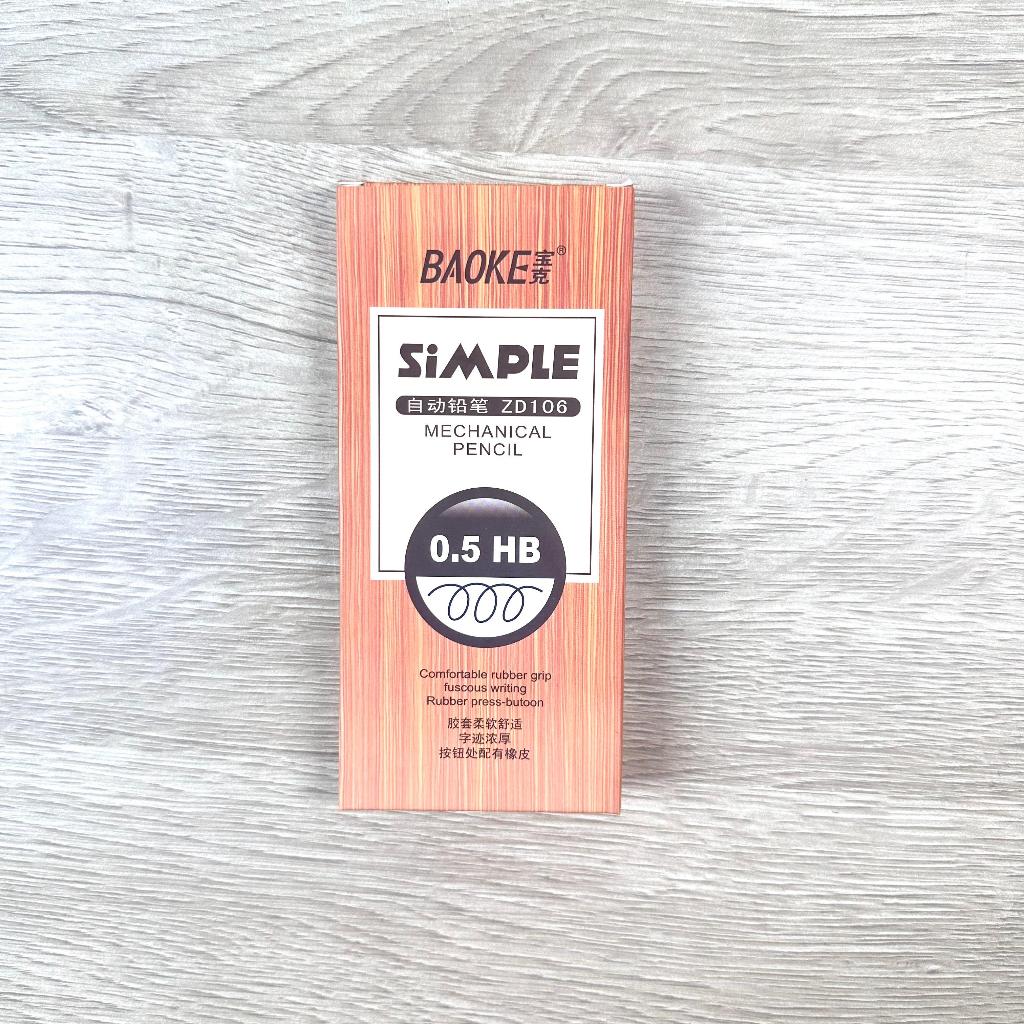 BAOKE宝克®
SiMPLE
自动铅笔 ZD106
MECHANICAL
PENCIL
0.5 HB
Comfortable rubber grip
fuscous writing
Rubber press-butoon
胶套柔软舒适
字迹浓厚
按钮处配有橡皮